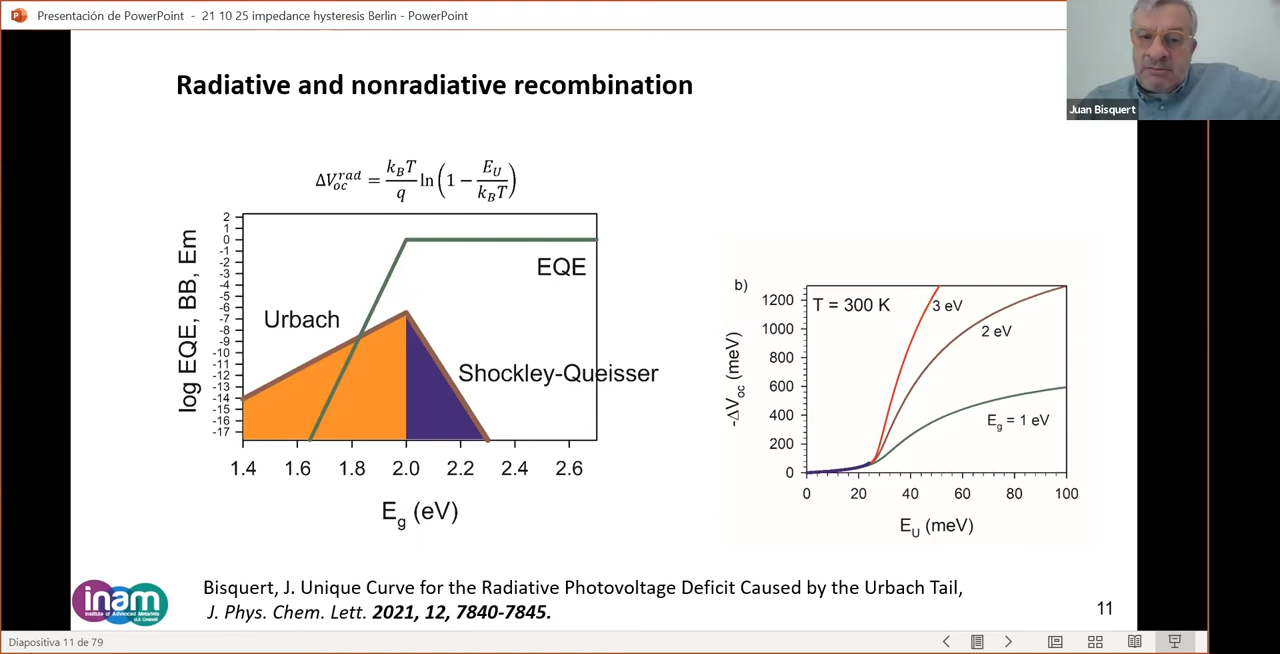 Presentación de PowerPoint - 21 10 25 impedance hysteresis Berlin - PowerPoint
Juan Bisquert
Radiative and nonradiative recombination
ΔV_oc^rad = k_BT/q ln(1 − E_U/k_BT)
log EQE, BB, Em
2
1
0
-1
-2
-3
-4
-5
-6
-7
-8
-9
-10
-11
-12
-13
-14
-15
-16
-17
EQE
Urbach
Shockley-Queisser
1.4 1.6 1.8 2.0 2.2 2.4 2.6
E_g (eV)
b)
-ΔV_oc (meV)
1200
1000
800
600
400
200
0
T = 300 K
3 eV
2 eV
E_g = 1 eV
0 20 40 60 80 100
E_U (meV)
inam
Bisquert, J. Unique Curve for the Radiative Photovoltage Deficit Caused by the Urbach Tail,
J. Phys. Chem. Lett. 2021, 12, 7840-7845.
11
Diapositiva 11 de 79